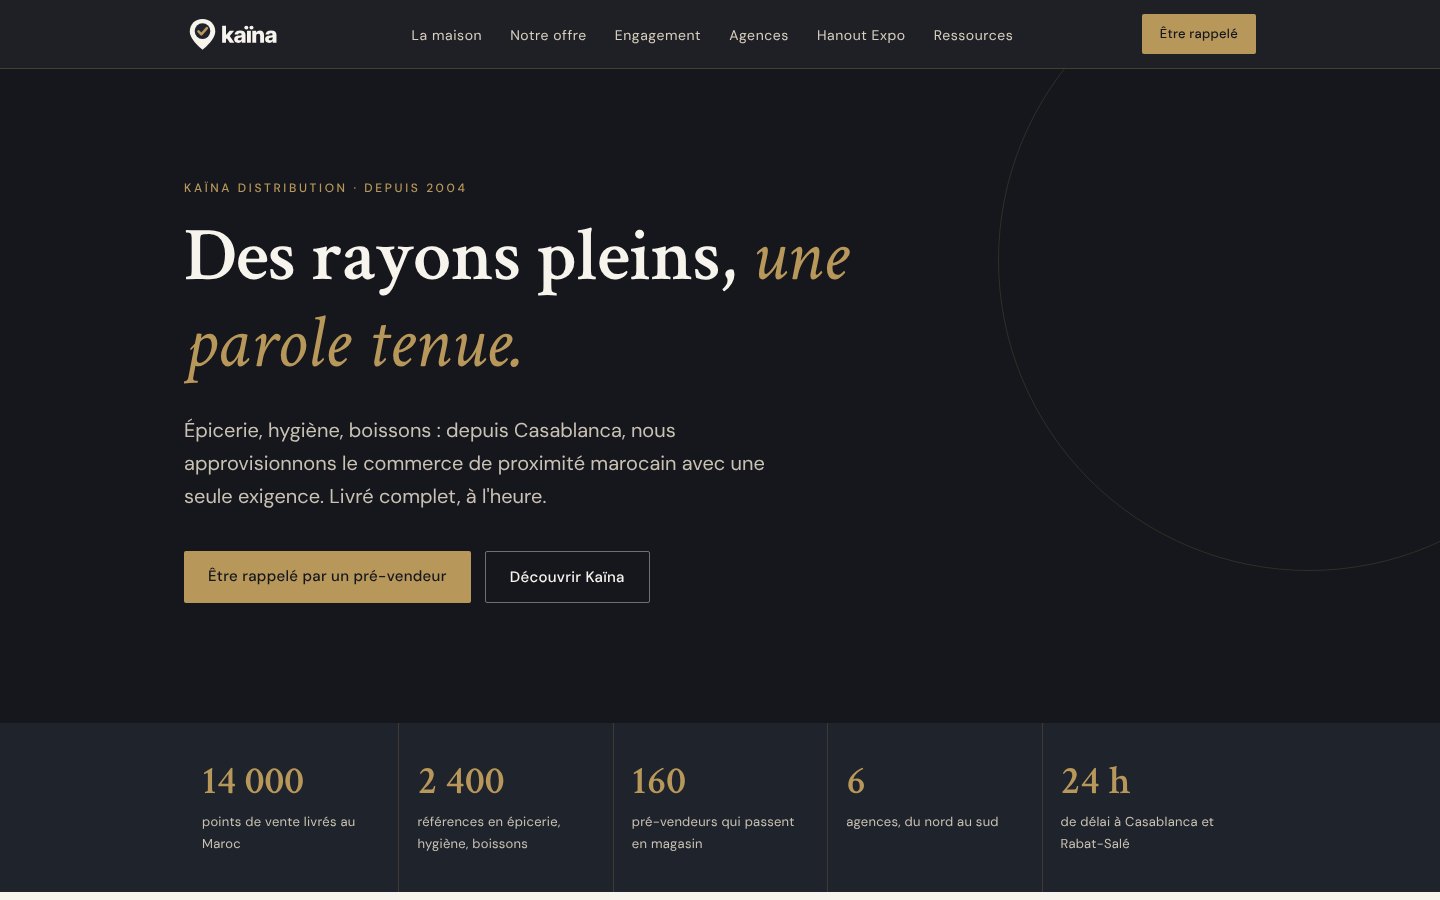 kaïna
La maison
Notre offre
Engagement
Agences
Hanout Expo
Ressources
Être rappelé
KAÏNA DISTRIBUTION · DEPUIS 2004
Des rayons pleins, une
parole tenue.
Épicerie, hygiène, boissons : depuis Casablanca, nous
approvisionnons le commerce de proximité marocain avec une
seule exigence. Livré complet, à l'heure.
Être rappelé par un pré-vendeur
Découvrir Kaïna
14 000
points de vente livrés au
Maroc
2 400
références en épicerie,
hygiène, boissons
160
pré-vendeurs qui passent
en magasin
6
agences, du nord au sud
24 h
de délai à Casablanca et
Rabat-Salé